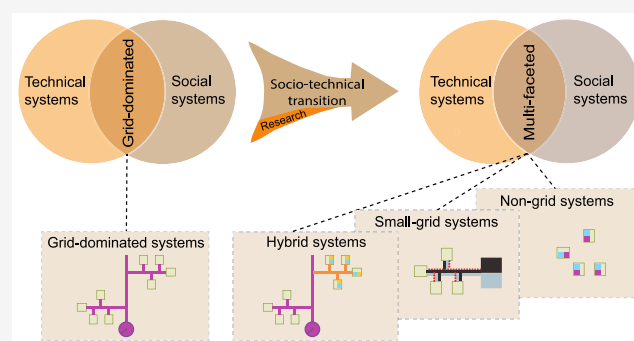 Technical
systems
Grid-dominated
Social
systems
Socio-technical
transition
Research
Technical
systems
Multi-faceted
Social
systems
Grid-dominated systems
Hybrid systems
Small-grid systems
Non-grid systems